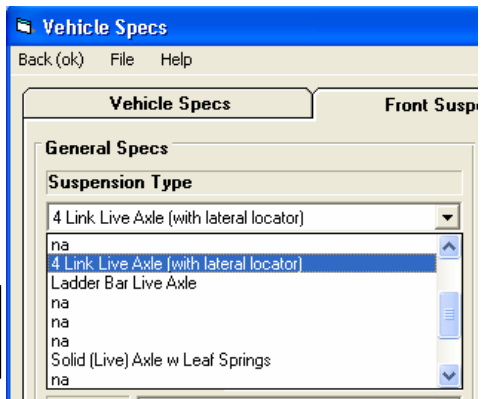 Vehicle Specs
Back (ok) File Help
Vehicle Specs Front Susp
General Specs
Suspension Type
4 Link Live Axle (with lateral locator)
na
4 Link Live Axle (with lateral locator)
Ladder Bar Live Axle
na
na
na
Solid (Live) Axle w Leaf Springs
na